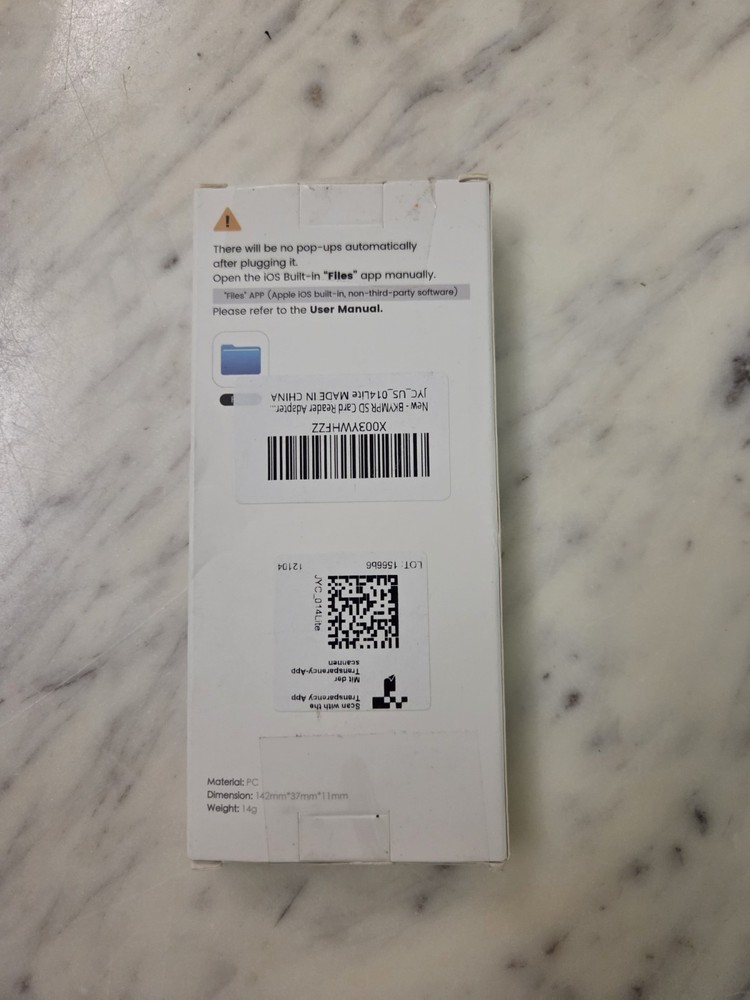 There will be no pop-ups automatically
after plugging it.
Open the iOS Built-in "Files" app manually.
"Files" APP (Apple iOS built-in, non-third-party software)
Please refer to the User Manual.
New - BKYMPR SD Card Reader Adapter...
JYC_US_014Lite MADE IN CHINA
X003YWHFZZ
LOT: 156696
12104
JYC_014Lite
Scan with the
Transparency App
Mit der
Transparency-App
scannen
Material: PC
Dimension: 142mm*37mm*11mm
Weight: 14g